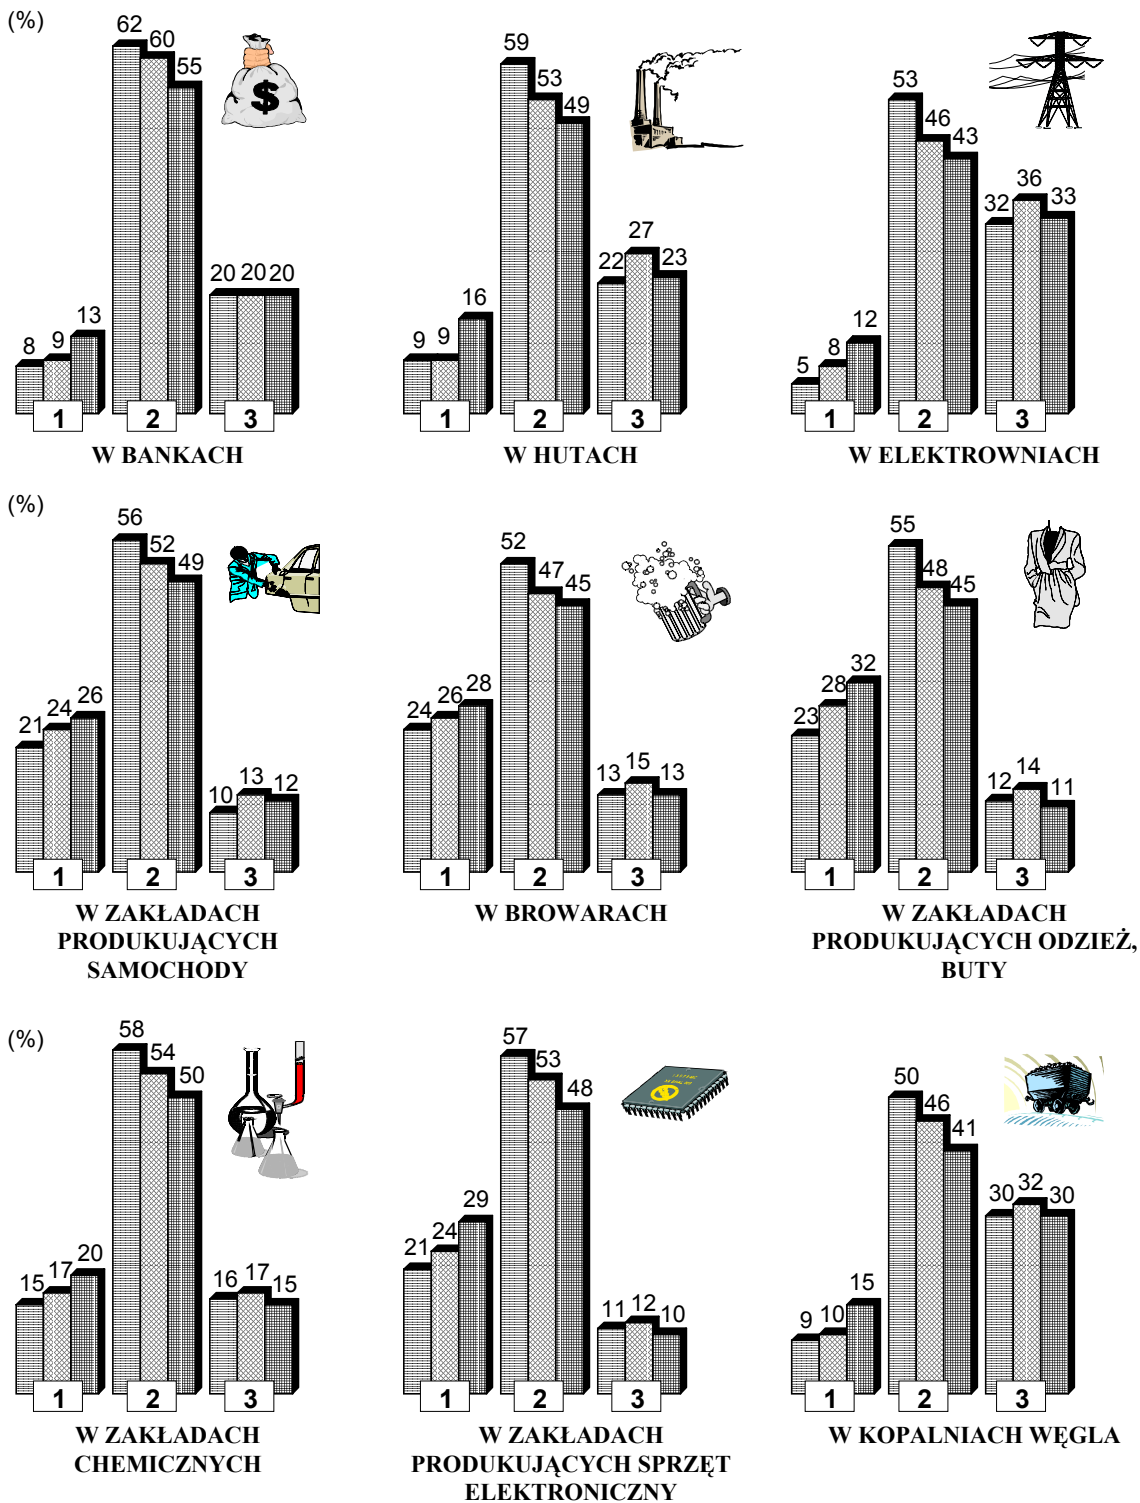 (%)
62
60
55
20 20 20
8 9 13
1 2 3
W BANKACH
59
53
49
22 27 23
9 9 16
1 2 3
W HUTACH
53
46
43
32 36 33
5 8 12
1 2 3
W ELEKTROWNIACH
$
(%)
56
52
49
21 24 26
10 13 12
1 2 3
W ZAKŁADACH
PRODUKUJĄCYCH
SAMOCHODY
52
47
45
24 26 28
13 15 13
1 2 3
W BROWARACH
55
48
45
23 28 32
12 14 11
1 2 3
W ZAKŁADACH
PRODUKUJĄCYCH ODZIEŻ,
BUTY
(%)
58
54
50
15 17 20
16 17 15
1 2 3
W ZAKŁADACH
CHEMICZNYCH
57
53
48
21 24 29
11 12 10
1 2 3
W ZAKŁADACH
PRODUKUJĄCYCH SPRZĘT
ELEKTRONICZNY
50
46
41
30 32 30
9 10 15
1 2 3
W KOPALNIACH WĘGLA